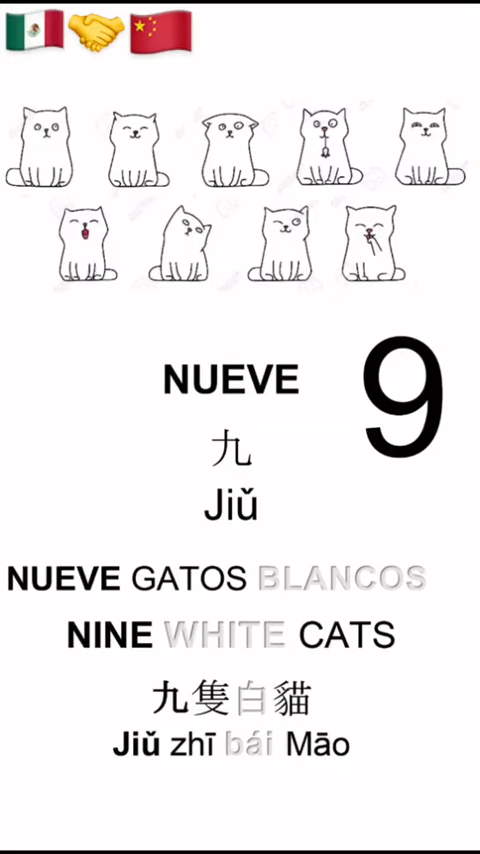 NUEVE
9
九
Jiǔ
NUEVE GATOS BLANCOS
NINE WHITE CATS
九隻白貓
Jiǔ zhī bái Māo